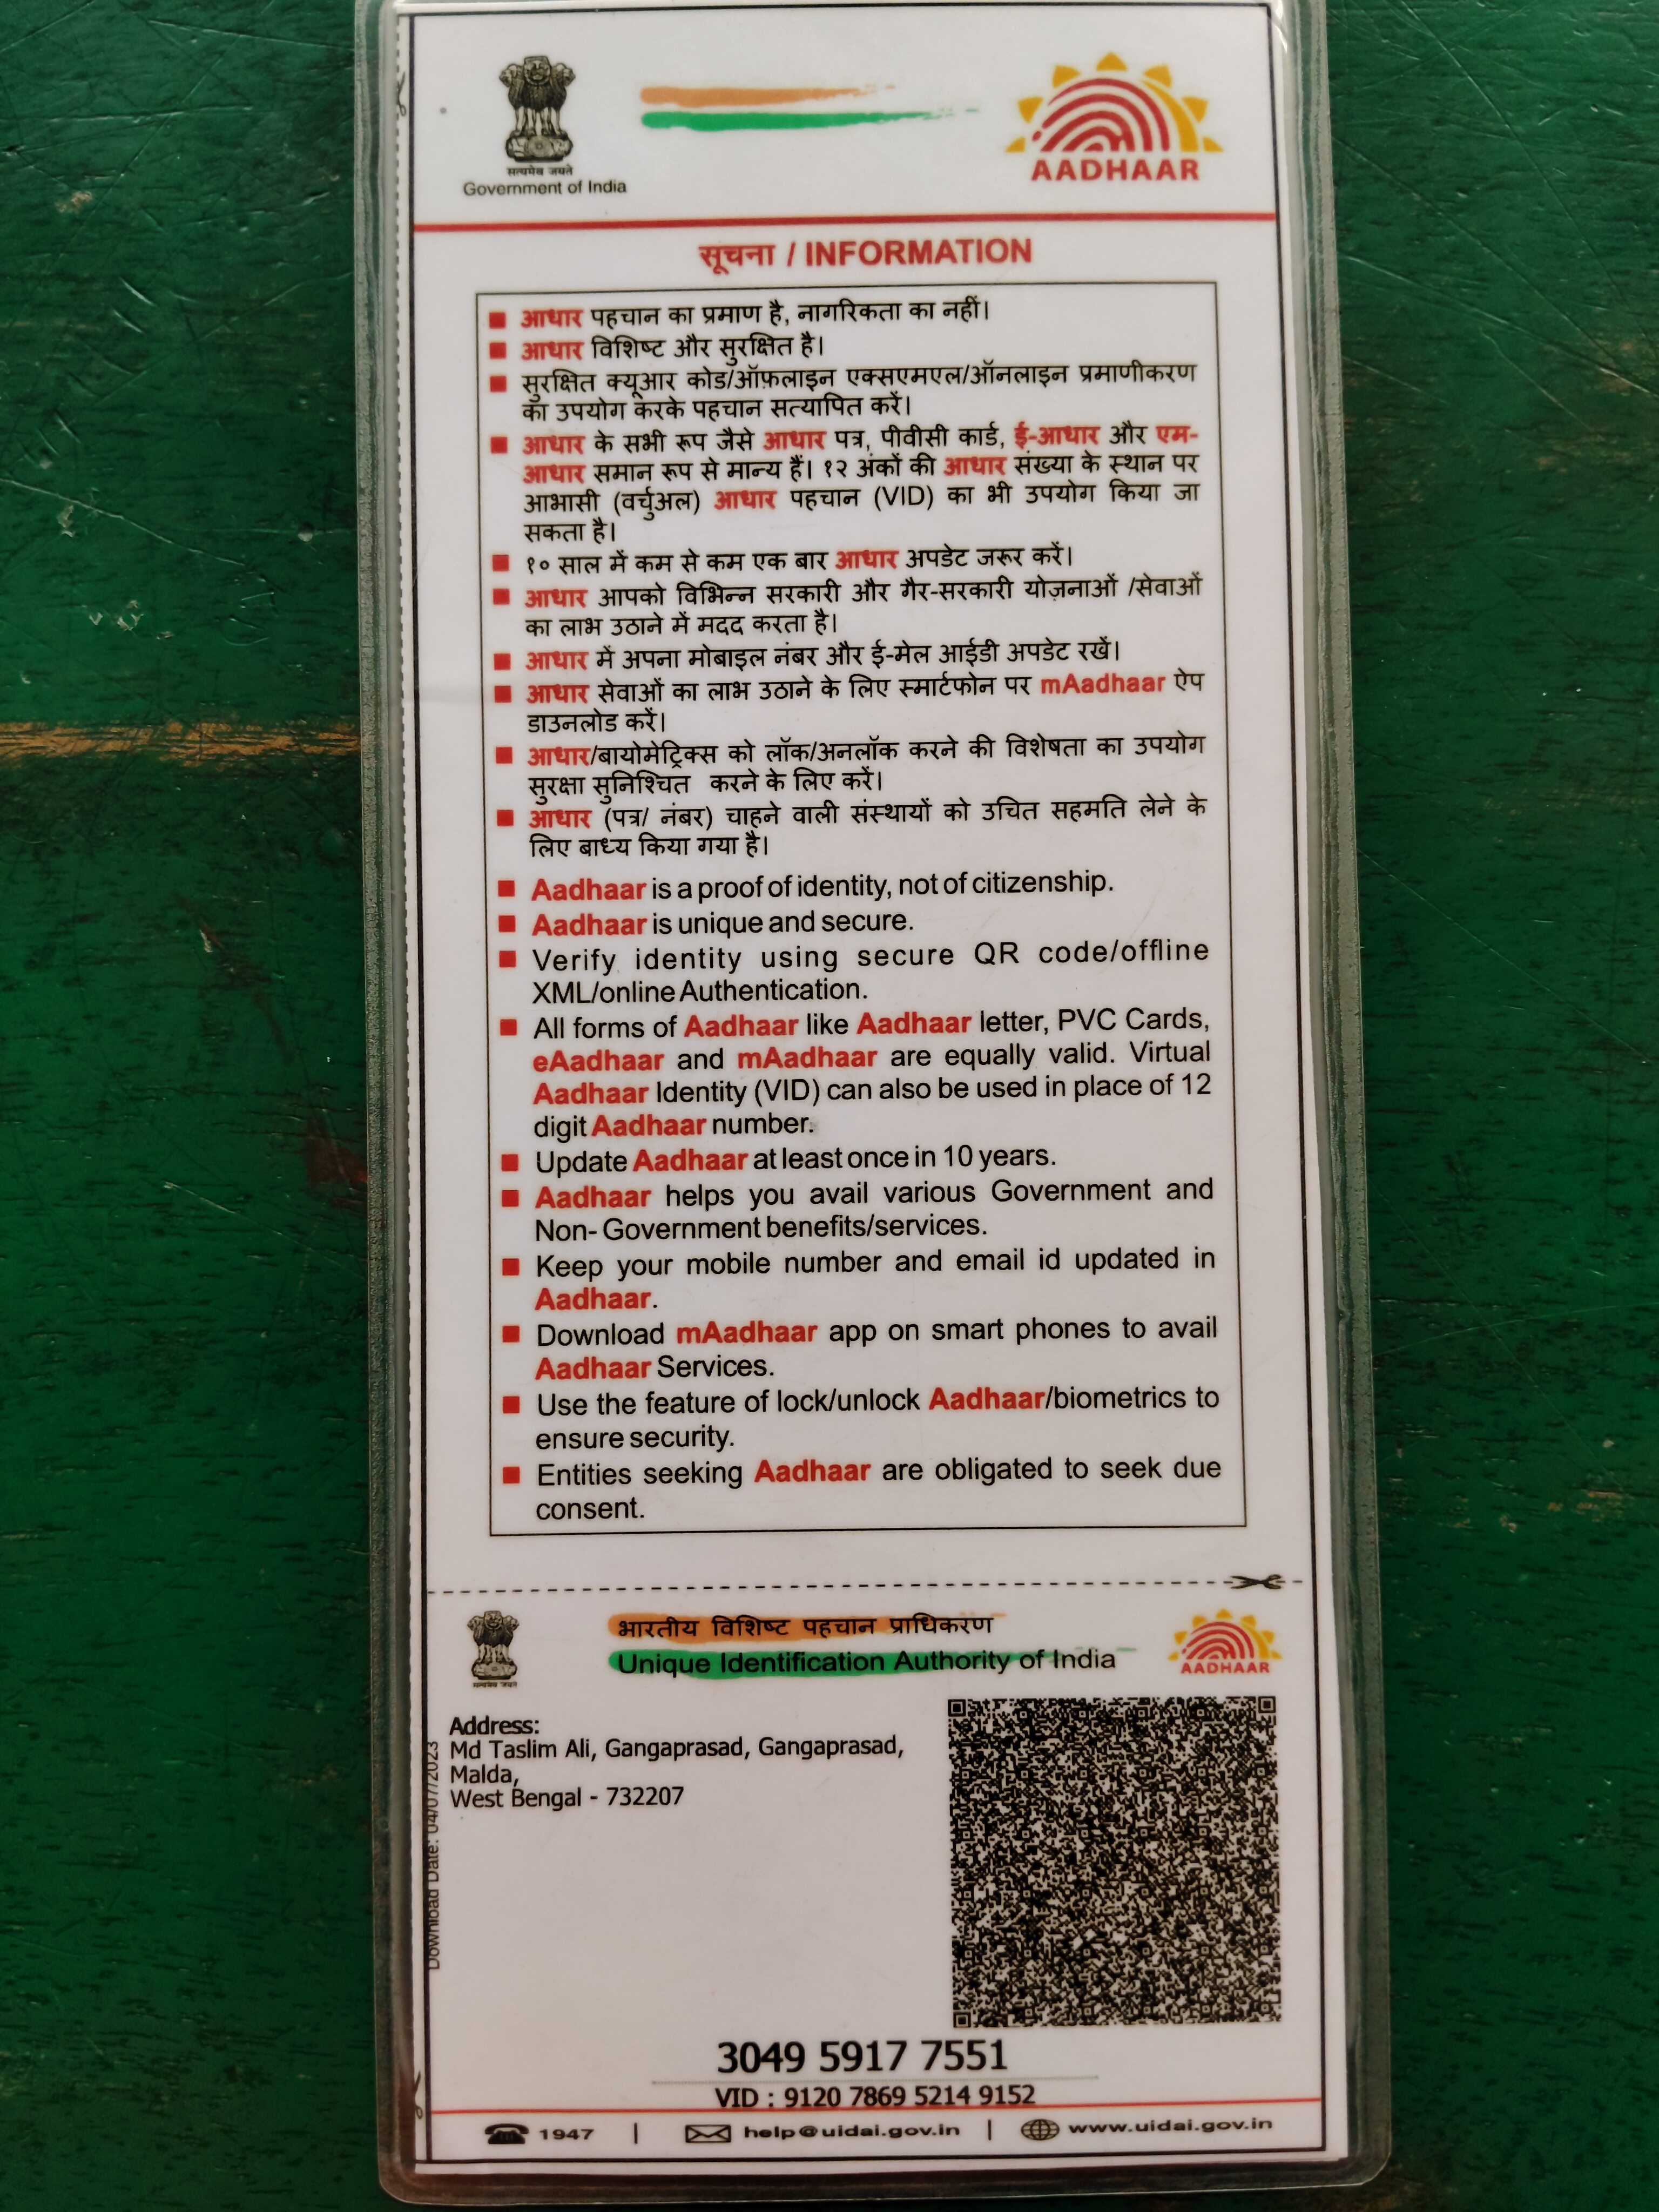 सत्यमेव जयते
Government of India
AADHAAR
सूचना / INFORMATION
आधार पहचान का प्रमाण है, नागरिकता का नहीं।
आधार विशिष्ट और सुरक्षित है।
सुरक्षित क्यूआर कोड/ऑफ़लाइन एक्सएमएल/ऑनलाइन प्रमाणीकरण
का उपयोग करके पहचान सत्यापित करें।
आधार के सभी रूप जैसे आधार पत्र, पीवीसी कार्ड, ई-आधार और एम-
आधार समान रूप से मान्य हैं। १२ अंकों की आधार संख्या के स्थान पर
आभासी (वर्चुअल) आधार पहचान (VID) का भी उपयोग किया जा
सकता है।
१० साल में कम से कम एक बार आधार अपडेट जरूर करें।
आधार आपको विभिन्न सरकारी और गैर-सरकारी योज़नाओं /सेवाओं
का लाभ उठाने में मदद करता है।
आधार में अपना मोबाइल नंबर और ई-मेल आईडी अपडेट रखें।
आधार सेवाओं का लाभ उठाने के लिए स्मार्टफोन पर mAadhaar ऐप
डाउनलोड करें।
आधार/बायोमेट्रिक्स को लॉक/अनलॉक करने की विशेषता का उपयोग
सुरक्षा सुनिश्चित करने के लिए करें।
आधार (पत्र/ नंबर) चाहने वाली संस्थायों को उचित सहमति लेने के
लिए बाध्य किया गया है।
Aadhaar is a proof of identity, not of citizenship.
Aadhaar is unique and secure.
Verify identity using secure QR code/offline
XML/online Authentication.
All forms of Aadhaar like Aadhaar letter, PVC Cards,
eAadhaar and mAadhaar are equally valid. Virtual
Aadhaar Identity (VID) can also be used in place of 12
digit Aadhaar number.
Update Aadhaar at least once in 10 years.
Aadhaar helps you avail various Government and
Non- Government benefits/services.
Keep your mobile number and email id updated in
Aadhaar.
Download mAadhaar app on smart phones to avail
Aadhaar Services.
Use the feature of lock/unlock Aadhaar/biometrics to
ensure security.
Entities seeking Aadhaar are obligated to seek due
consent.
सत्यमेव जयते
भारतीय विशिष्ट पहचान प्राधिकरण
Unique Identification Authority of India
AADHAAR
Download Date: 04/07/2023
Address:
Md Taslim Ali, Gangaprasad, Gangaprasad,
Malda,
West Bengal - 732207
3049 5917 7551
VID : 9120 7869 5214 9152
1947 | help@uidai.gov.in | www.uidai.gov.in